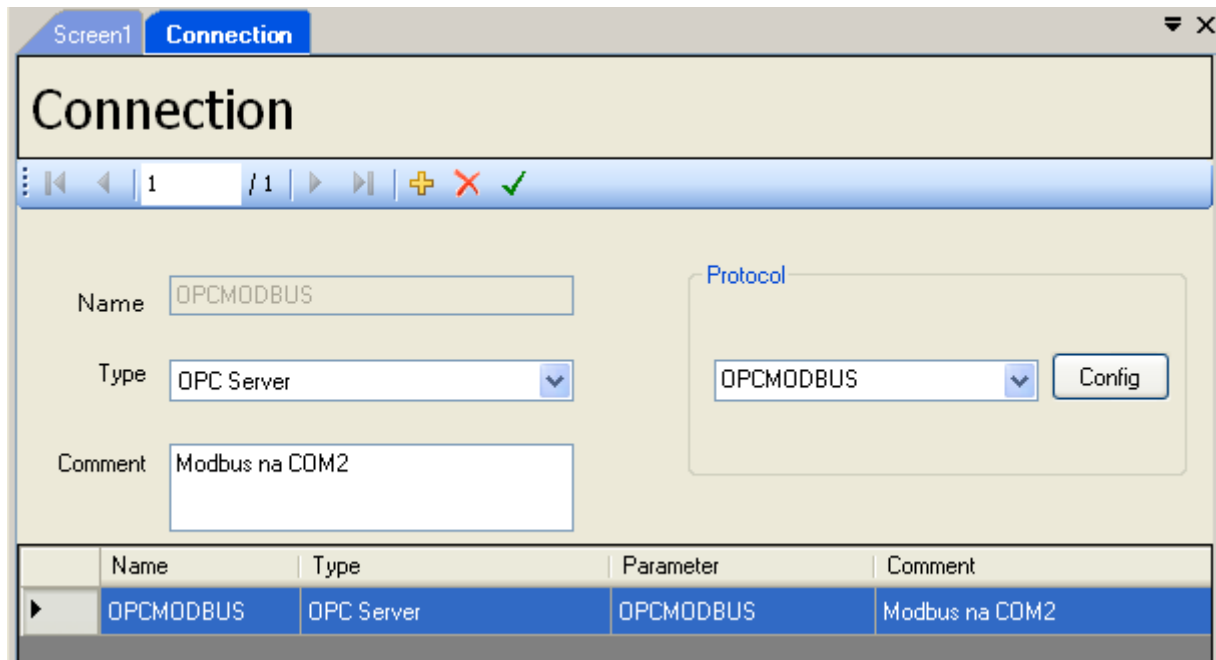 Screen1 Connection
Connection
1 / 1
Protocol
Name OPCMODBUS
Type OPC Server OPCMODBUS Config
Comment Modbus na COM2
Name Type Parameter Comment
OPCMODBUS OPC Server OPCMODBUS Modbus na COM2